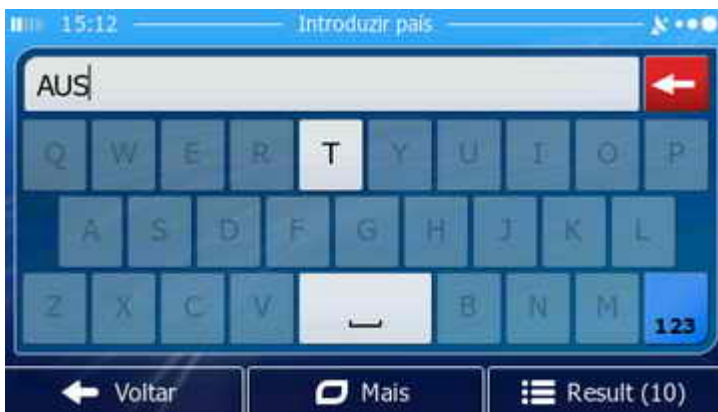 15:12 Introduzir país
AUS
Q W E R T Y U I O P
A S D F G H J K L
Z X C V B N M 123
Voltar Mais Result (10)